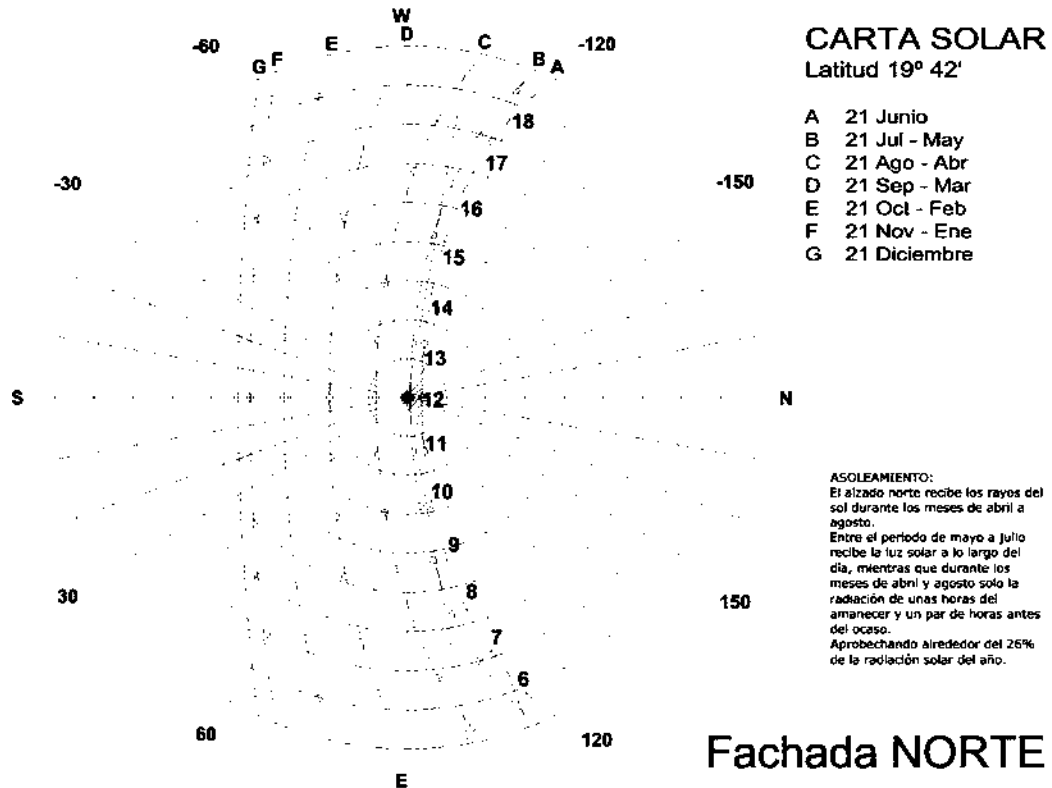 W
-60 E D C -120
G F B A
18
17
-30 -150
16
15
14
13
S 12 N
11
10
9
30 8 150
7
6
60 120
E
CARTA SOLAR
Latitud 19º 42'
A 21 Junio
B 21 Jul - May
C 21 Ago - Abr
D 21 Sep - Mar
E 21 Oct - Feb
F 21 Nov - Ene
G 21 Diciembre
ASOLEAMIENTO:
El alzado norte recibe los rayos del
sol durante los meses de abril a
agosto.
Entre el periodo de mayo a julio
recibe la luz solar a lo largo del
dia, mientras que durante los
meses de abril y agosto solo la
radiación de unas horas del
amanecer y un par de horas antes
del ocaso.
Aprobechando alrededor del 26%
de la radiación solar del año.
Fachada NORTE